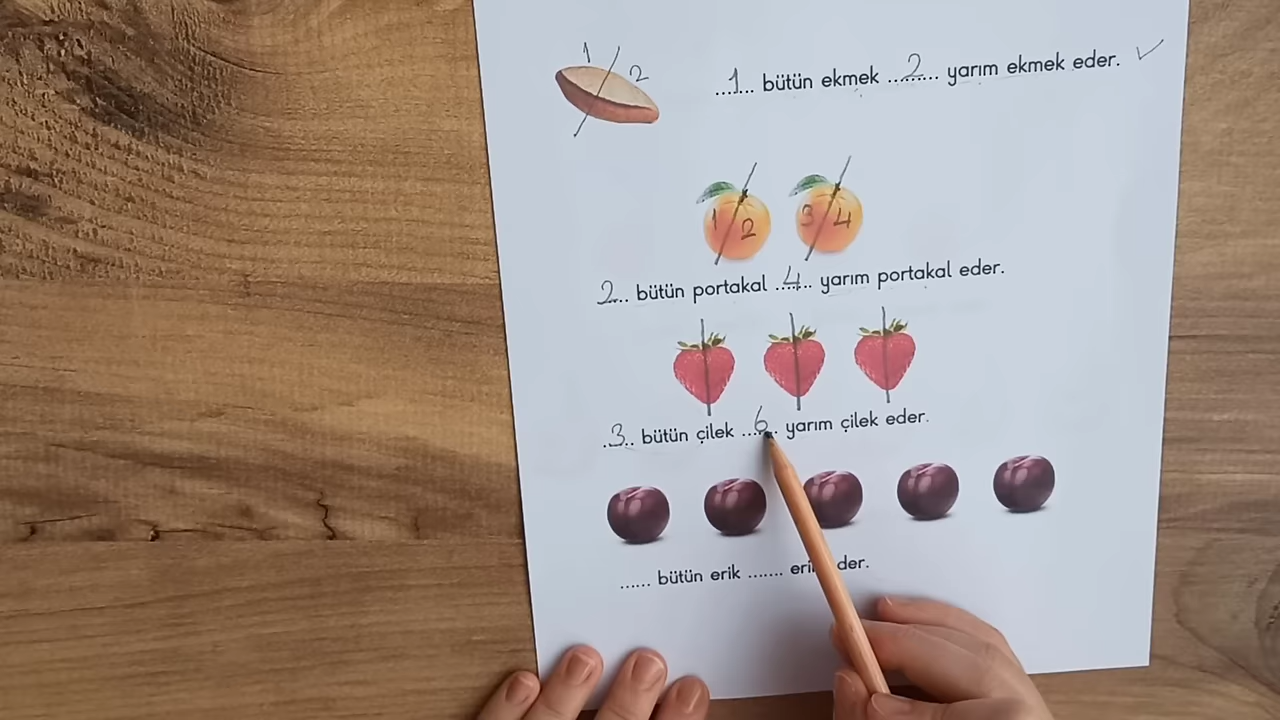 1 2
1 bütün ekmek 2 yarım ekmek eder. ✓
1 2 3 4
2 bütün portakal 4 yarım portakal eder.
3 bütün çilek 6 yarım çilek eder.
...... bütün erik ....... eder.